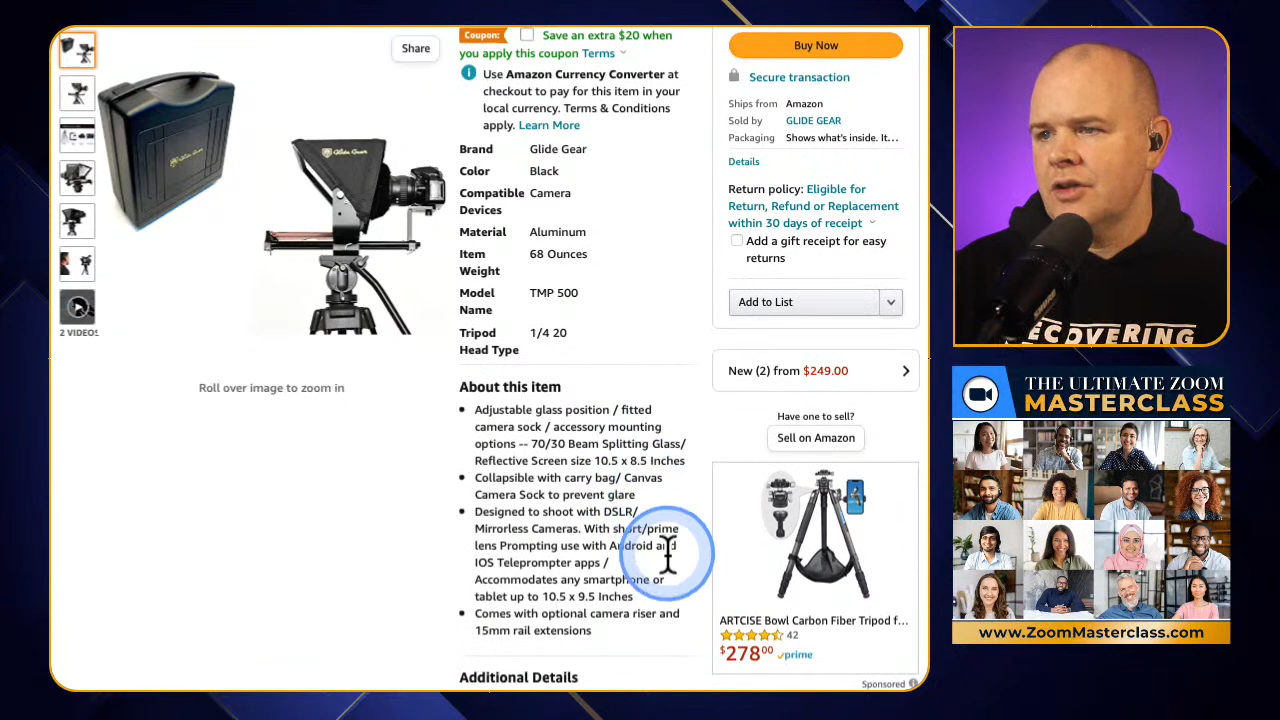 Share
2 VIDEOS
Roll over image to zoom in
Glide Gear
Glide Gear
Coupon: Save an extra $20 when
you apply this coupon Terms
Use Amazon Currency Converter at
checkout to pay for this item in your
local currency. Terms & Conditions
apply. Learn More
Brand Glide Gear
Color Black
Compatible Camera
Devices
Material Aluminum
Item 68 Ounces
Weight
Model TMP 500
Name
Tripod 1/4 20
Head Type
About this item
Adjustable glass position / fitted
camera sock / accessory mounting
options -- 70/30 Beam Splitting Glass/
Reflective Screen size 10.5 x 8.5 Inches
Collapsible with carry bag/ Canvas
Camera Sock to prevent glare
Designed to shoot with DSLR/
Mirrorless Cameras. With short/prime
lens Prompting use with Android and
IOS Teleprompter apps /
Accommodates any smartphone or
tablet up to 10.5 x 9.5 Inches
Comes with optional camera riser and
15mm rail extensions
Additional Details
Buy Now
Secure transaction
Ships from Amazon
Sold by GLIDE GEAR
Packaging Shows what's inside. It...
Details
Return policy: Eligible for
Return, Refund or Replacement
within 30 days of receipt
Add a gift receipt for easy
returns
Add to List
New (2) from $249.00
Have one to sell?
Sell on Amazon
ARTCISE Bowl Carbon Fiber Tripod f...
42
$27800 prime
Sponsored
ECOVERING
THE ULTIMATE ZOOM
MASTERCLASS
www.ZoomMasterclass.com